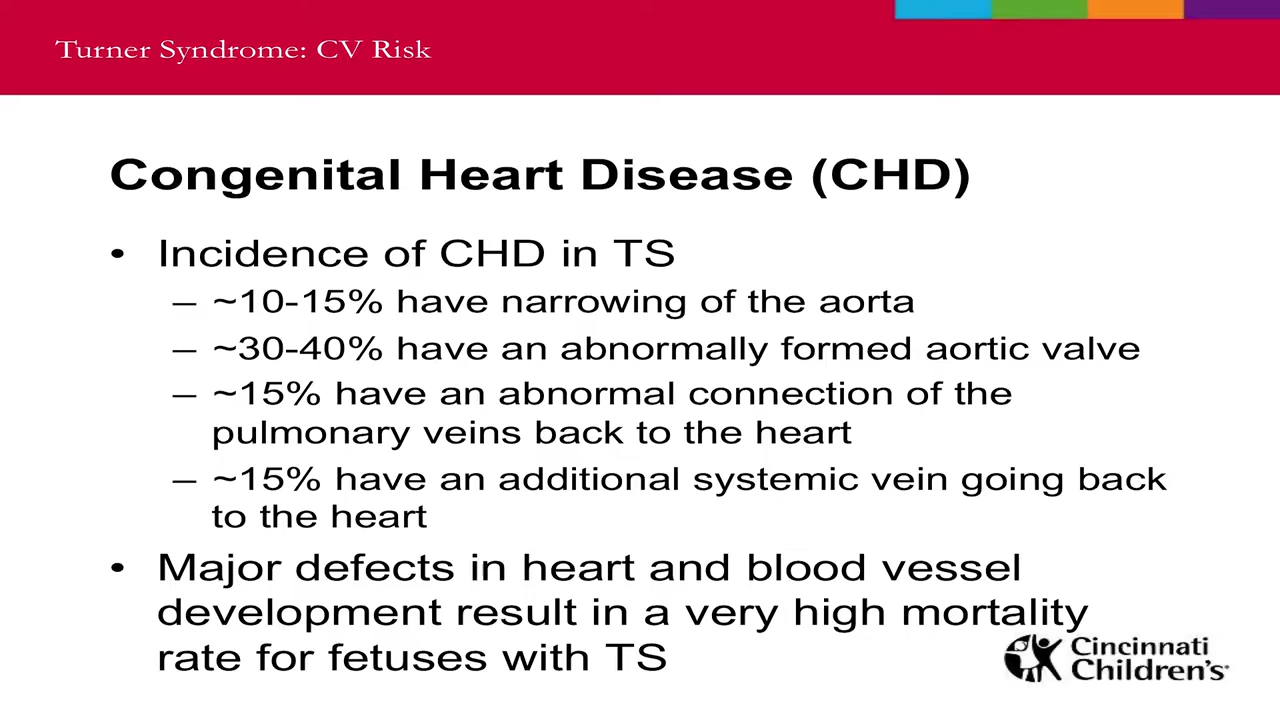 Turner Syndrome: CV Risk
Congenital Heart Disease (CHD)
• Incidence of CHD in TS
– ~10-15% have narrowing of the aorta
– ~30-40% have an abnormally formed aortic valve
– ~15% have an abnormal connection of the
pulmonary veins back to the heart
– ~15% have an additional systemic vein going back
to the heart
• Major defects in heart and blood vessel
development result in a very high mortality
rate for fetuses with TS
Cincinnati
Children's